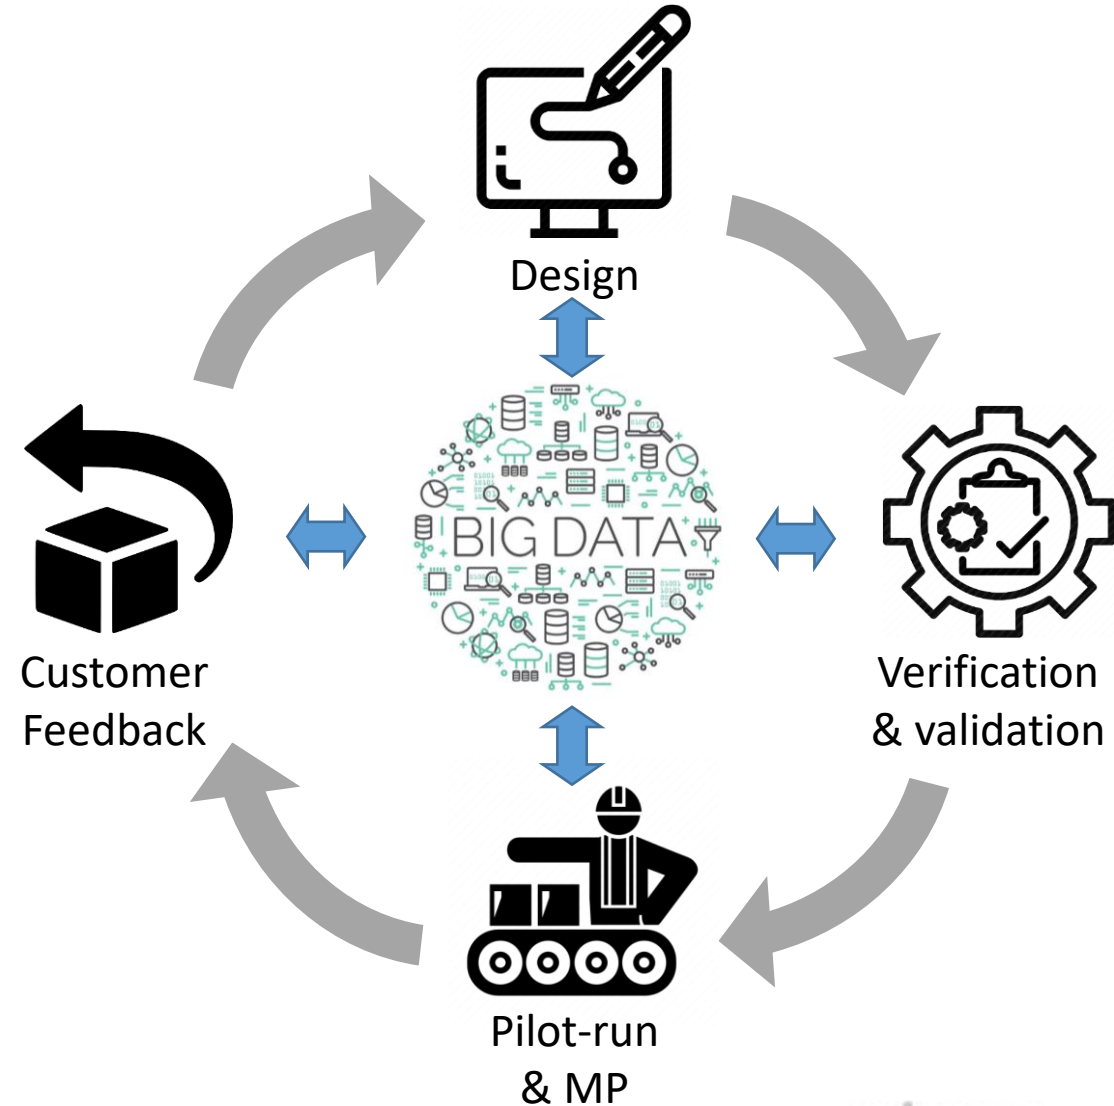 Design
BIG DATA
Customer
Feedback
Verification
& validation
Pilot-run
& MP